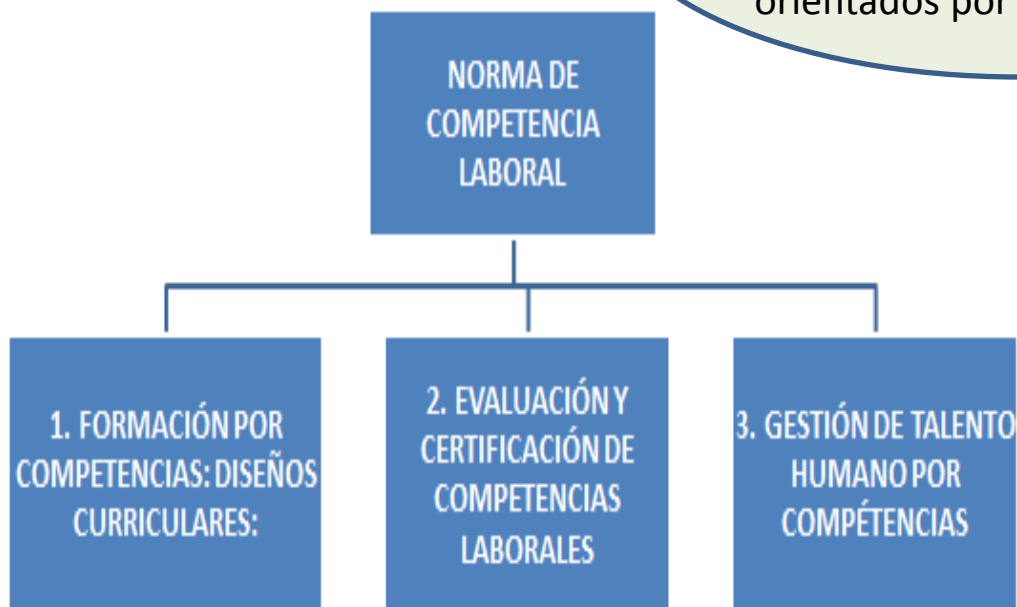 orientados por
NORMA DE
COMPETENCIA
LABORAL
1. FORMACIÓN POR
COMPETENCIAS: DISEÑOS
CURRICULARES:
2. EVALUACIÓN Y
CERTIFICACIÓN DE
COMPETENCIAS
LABORALES
3. GESTIÓN DE TALENTO
HUMANO POR
COMPÉTENCIAS